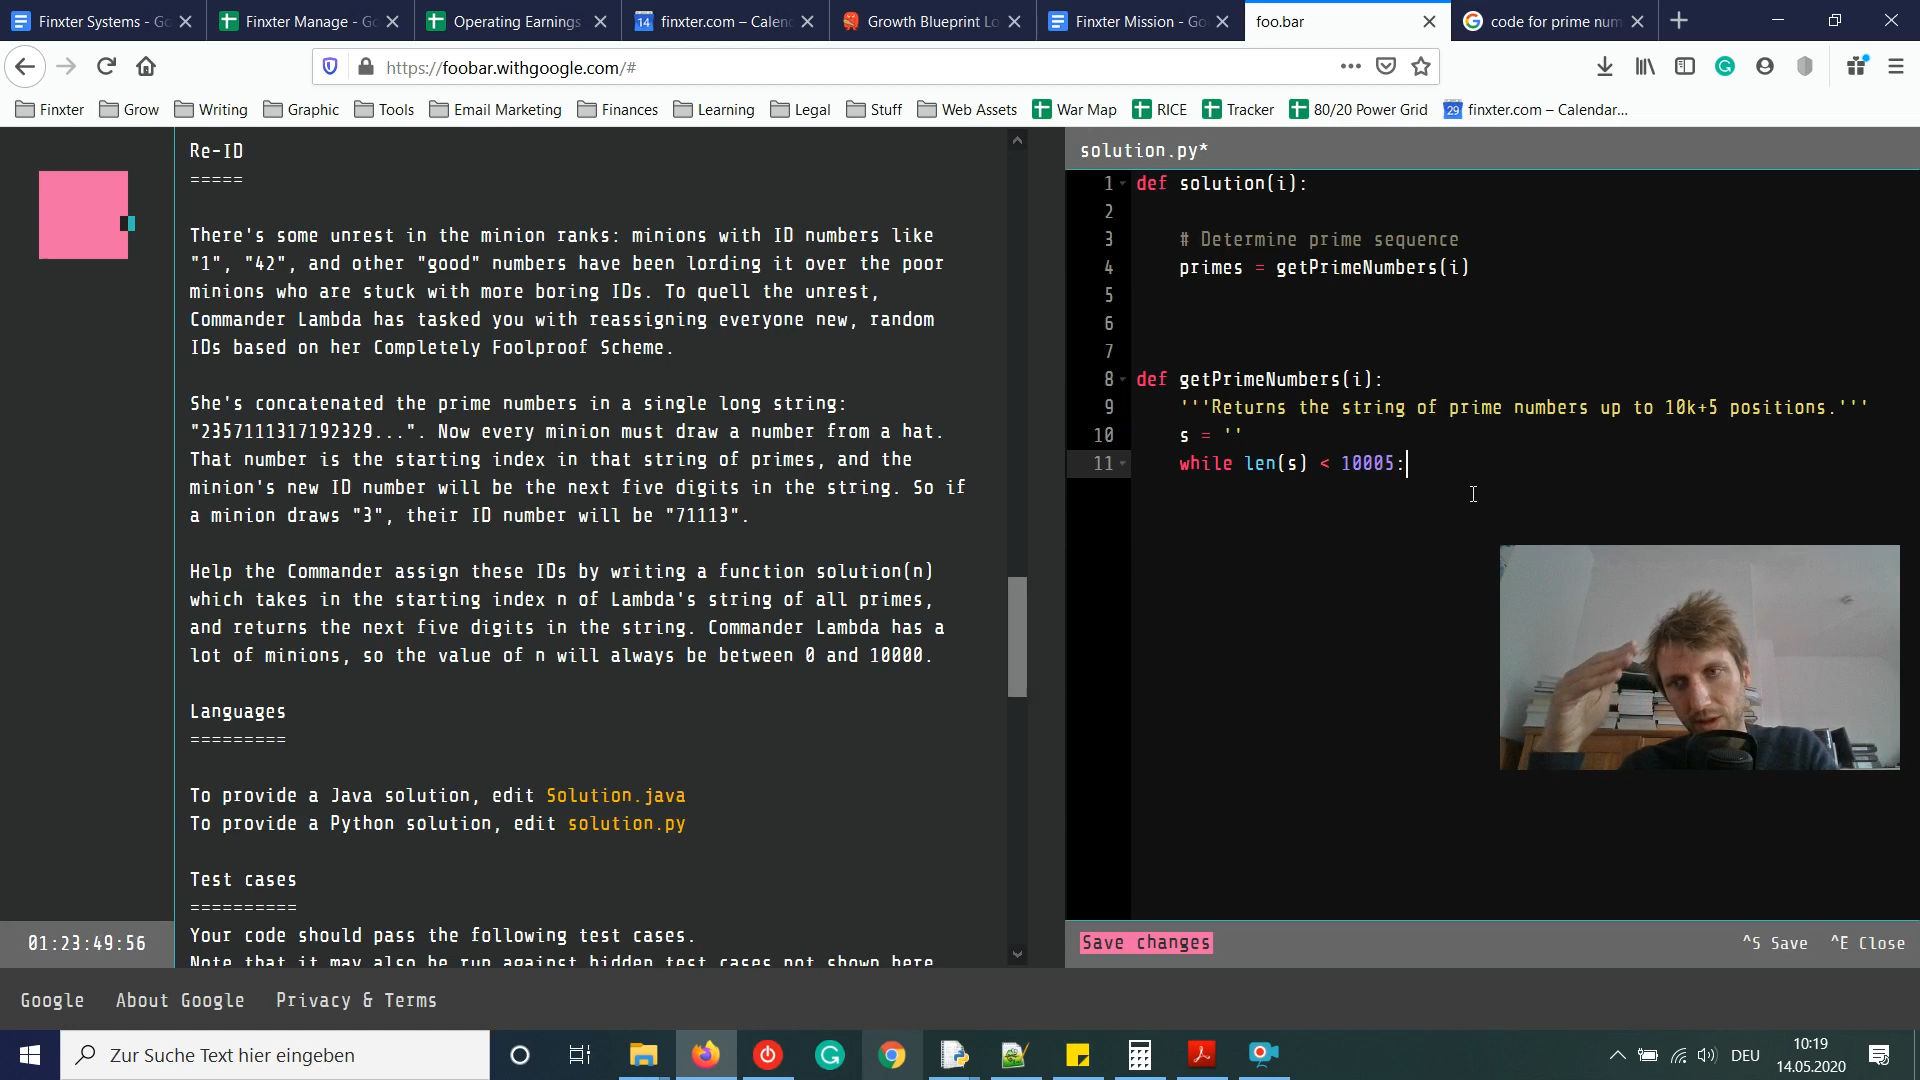 Finxter Systems - Go
Finxter Manage - Go
Operating Earnings
finxter.com – Calend
Growth Blueprint Lo
Finxter Mission - Go
foo.bar
code for prime num
https://foobar.withgoogle.com/#
Finxter
Grow
Writing
Graphic
Tools
Email Marketing
Finances
Learning
Legal
Stuff
Web Assets
War Map
RICE
Tracker
80/20 Power Grid
29
finxter.com – Calendar...
Re-ID
=====
There's some unrest in the minion ranks: minions with ID numbers like
"1", "42", and other "good" numbers have been lording it over the poor
minions who are stuck with more boring IDs. To quell the unrest,
Commander Lambda has tasked you with reassigning everyone new, random
IDs based on her Completely Foolproof Scheme.
She's concatenated the prime numbers in a single long string:
"2357111317192329...". Now every minion must draw a number from a hat.
That number is the starting index in that string of primes, and the
minion's new ID number will be the next five digits in the string. So if
a minion draws "3", their ID number will be "71113".
Help the Commander assign these IDs by writing a function solution(n)
which takes in the starting index n of Lambda's string of all primes,
and returns the next five digits in the string. Commander Lambda has a
lot of minions, so the value of n will always be between 0 and 10000.
Languages
=========
To provide a Java solution, edit Solution.java
To provide a Python solution, edit solution.py
Test cases
==========
Your code should pass the following test cases.
Note that it may also be run against hidden test cases not shown here
01:23:49:56
solution.py*
1 def solution(i):
2
3 # Determine prime sequence
4 primes = getPrimeNumbers(i)
5
6
7
8 def getPrimeNumbers(i):
9 '''Returns the string of prime numbers up to 10k+5 positions.'''
10 s = ''
11 while len(s) < 10005:
Save changes
^S Save ^E Close
Google About Google Privacy & Terms
Zur Suche Text hier eingeben
DEU
10:19
14.05.2020